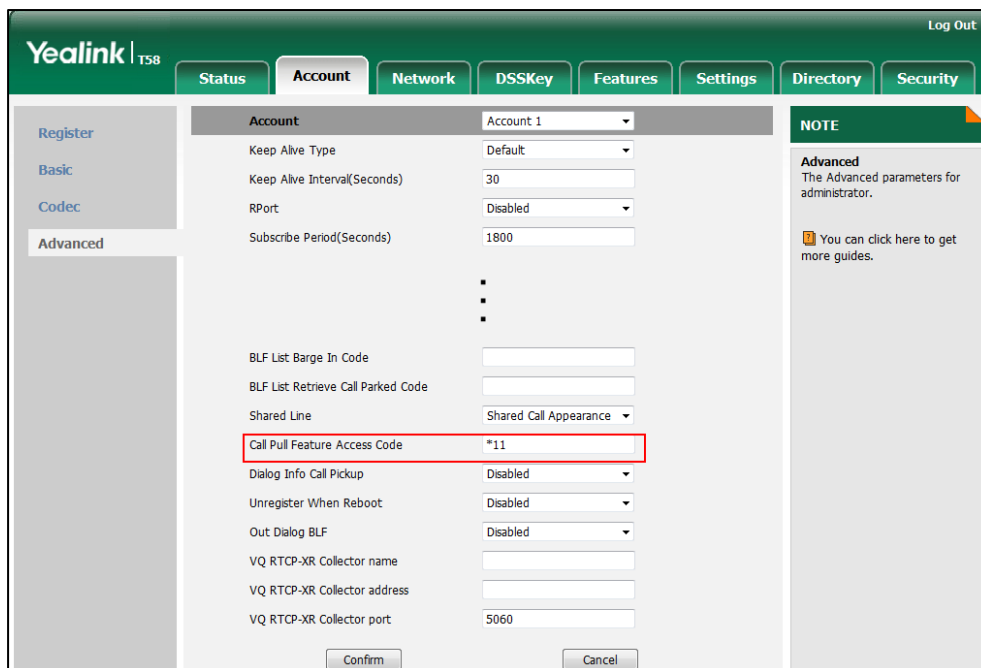 Log Out
Yealink T58
Status Account Network DSSKey Features Settings Directory Security
Register
Basic
Codec
Advanced
Account Account 1
Keep Alive Type Default
Keep Alive Interval(Seconds) 30
RPort Disabled
Subscribe Period(Seconds) 1800
BLF List Barge In Code
BLF List Retrieve Call Parked Code
Shared Line Shared Call Appearance
Call Pull Feature Access Code *11
Dialog Info Call Pickup Disabled
Unregister When Reboot Disabled
Out Dialog BLF Disabled
VQ RTCP-XR Collector name
VQ RTCP-XR Collector address
VQ RTCP-XR Collector port 5060
Confirm Cancel
NOTE
Advanced
The Advanced parameters for
administrator.
You can click here to get
more guides.